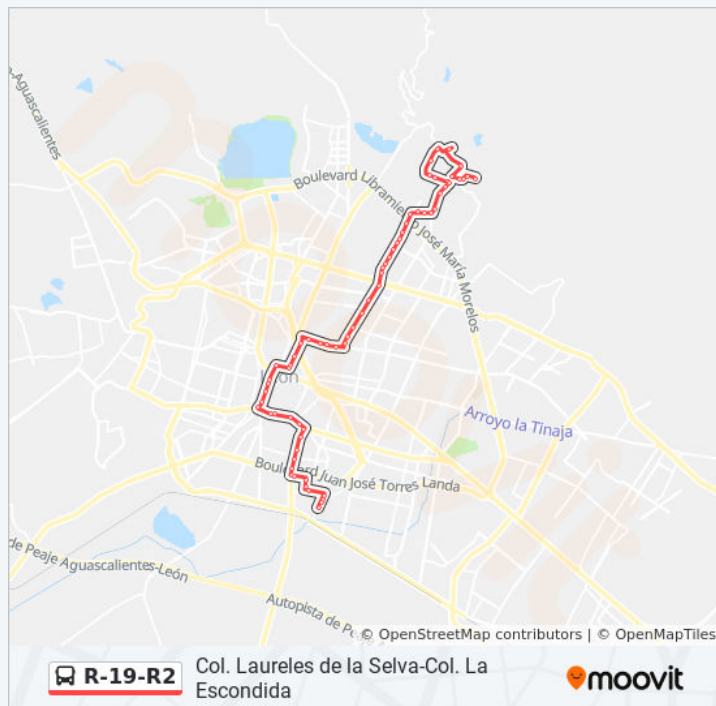 -Aguascalientes
Boulevard Libramiento José María Morelos
León
Arroyo la Tinaja
Boulevard Juan José Torres Landa
de Peaje Aguascalientes-León
Autopista de Peaje
© OpenStreetMap contributors | © OpenMapTiles
R-19-R2
Col. Laureles de la Selva-Col. La
Escondida
moovit